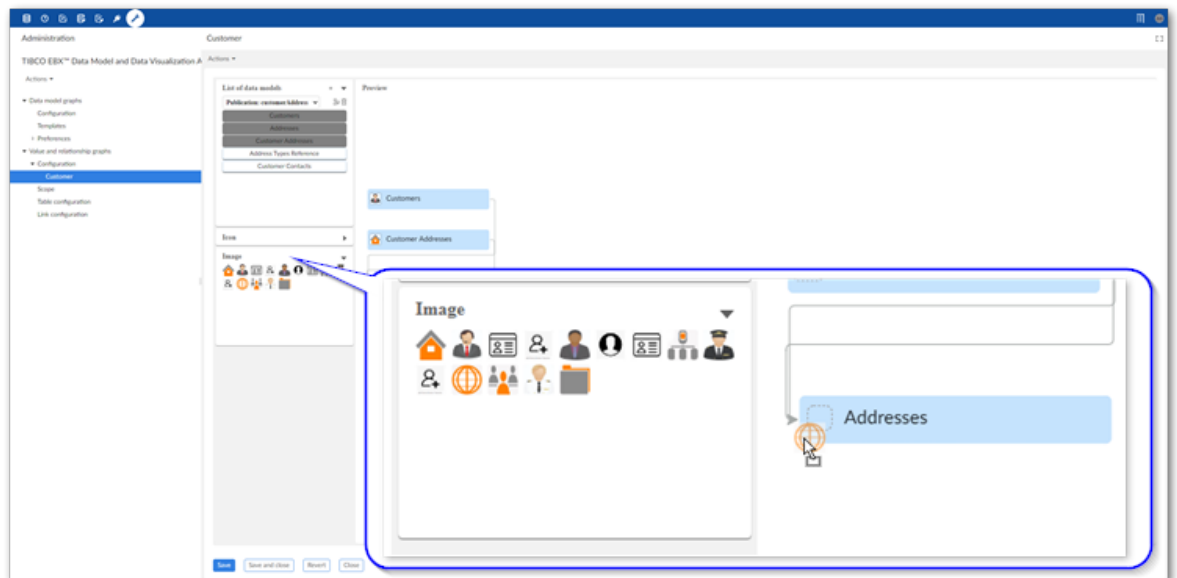 Administration
Customer
TIBCO EBX™ Data Model and Data Visualization A
Actions
Actions
Data model graphs
Configuration
Templates
Preferences
Value and relationship graphs
Configuration
Customer
Scope
Table configuration
Link configuration
List of data models
Publication: customerAddress
Customers
Addresses
Customer Addresses
Address Types Reference
Customer Contacts
Icon
Image
Preview
Customers
Customer Addresses
Image
Addresses
Save
Save and close
Revert
Close